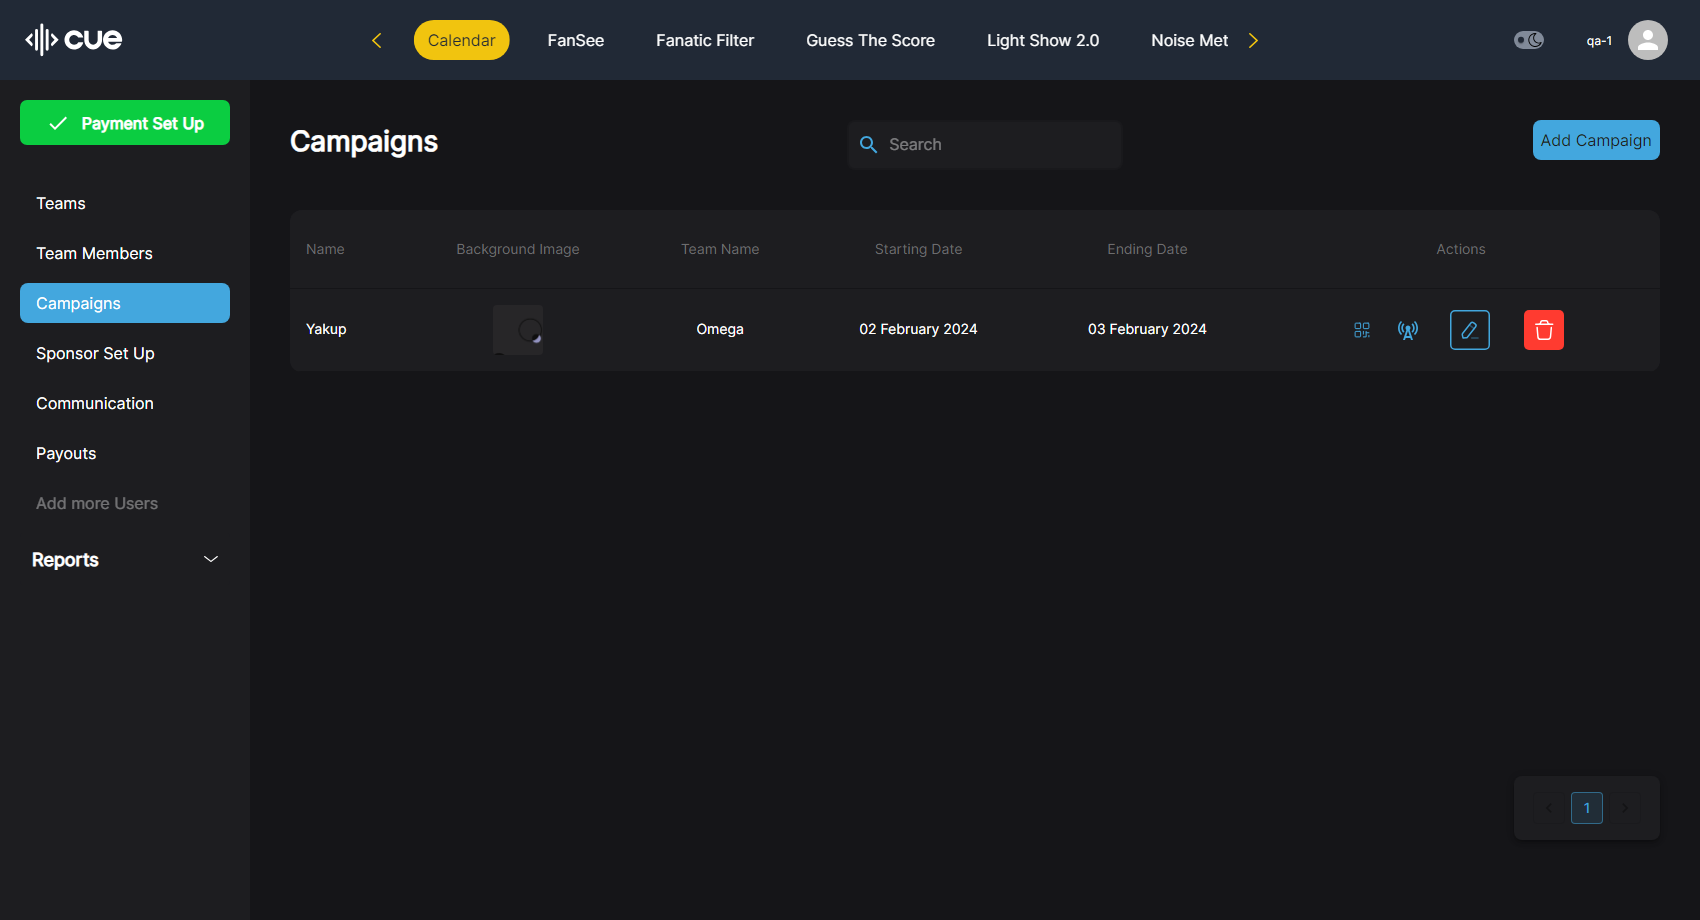 cue
Calendar FanSee Fanatic Filter Guess The Score Light Show 2.0 Noise Met
qa-1
Payment Set Up
Teams
Team Members
Campaigns
Sponsor Set Up
Communication
Payouts
Add more Users
Reports
Campaigns
Search
Add Campaign
Name Background Image Team Name Starting Date Ending Date Actions
Yakup Omega 02 February 2024 03 February 2024
1